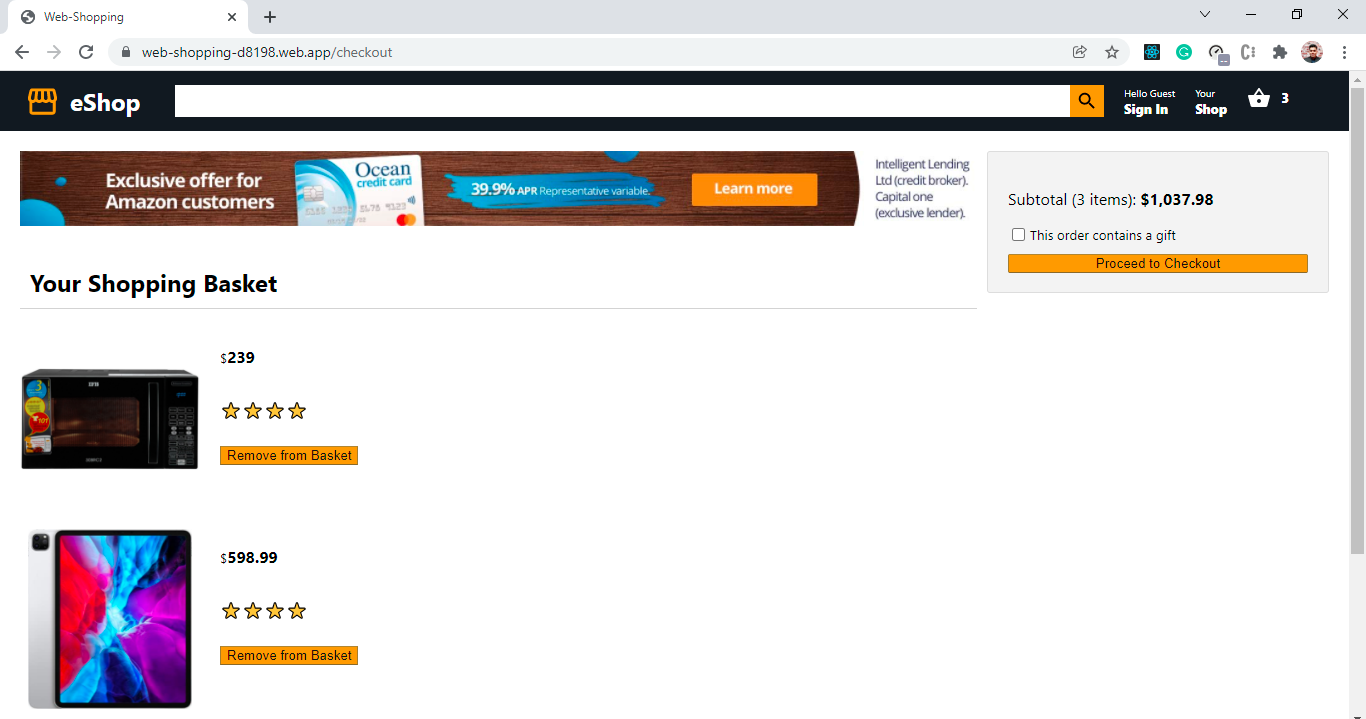 Web-Shopping
web-shopping-d8198.web.app/checkout
eShop
Hello Guest
Sign In
Your
Shop
3
Exclusive offer for
Amazon customers
Ocean
credit card
39.9% APR Representative variable.
Learn more
Intelligent Lending
Ltd (credit broker).
Capital one
(exclusive lender).
Subtotal (3 items): $1,037.98
This order contains a gift
Proceed to Checkout
Your Shopping Basket
$239
Remove from Basket
$598.99
Remove from Basket